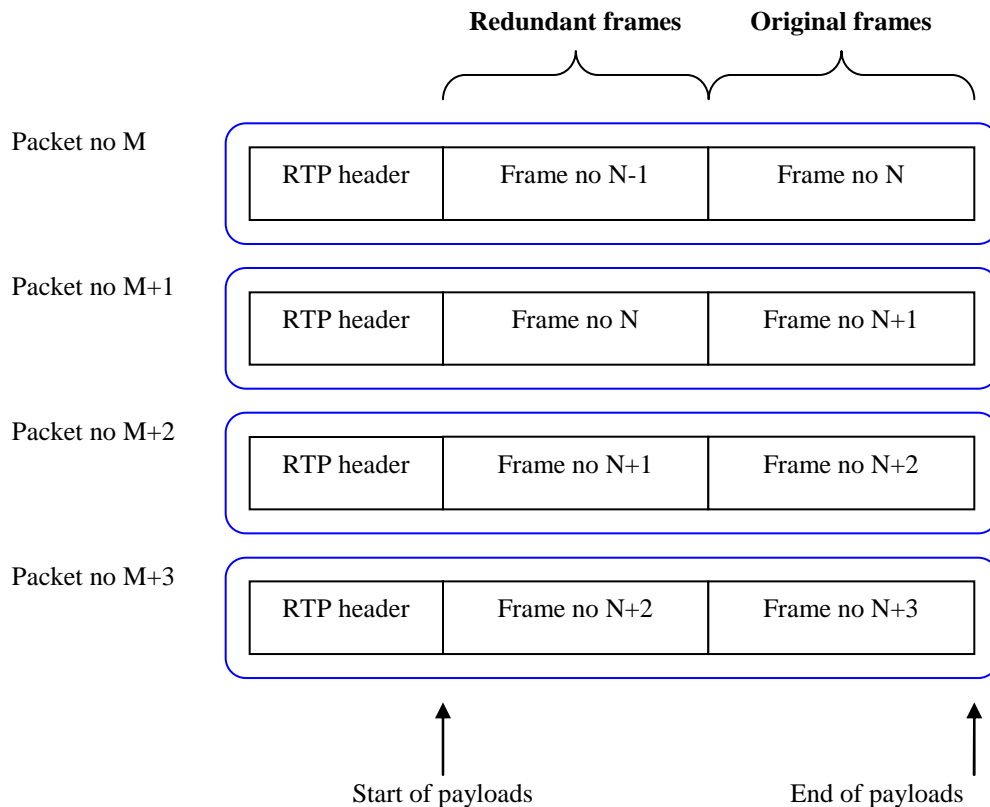 Redundant frames Original frames
Packet no M
RTP header Frame no N-1 Frame no N
Packet no M+1
RTP header Frame no N Frame no N+1
Packet no M+2
RTP header Frame no N+1 Frame no N+2
Packet no M+3
RTP header Frame no N+2 Frame no N+3
Start of payloads End of payloads